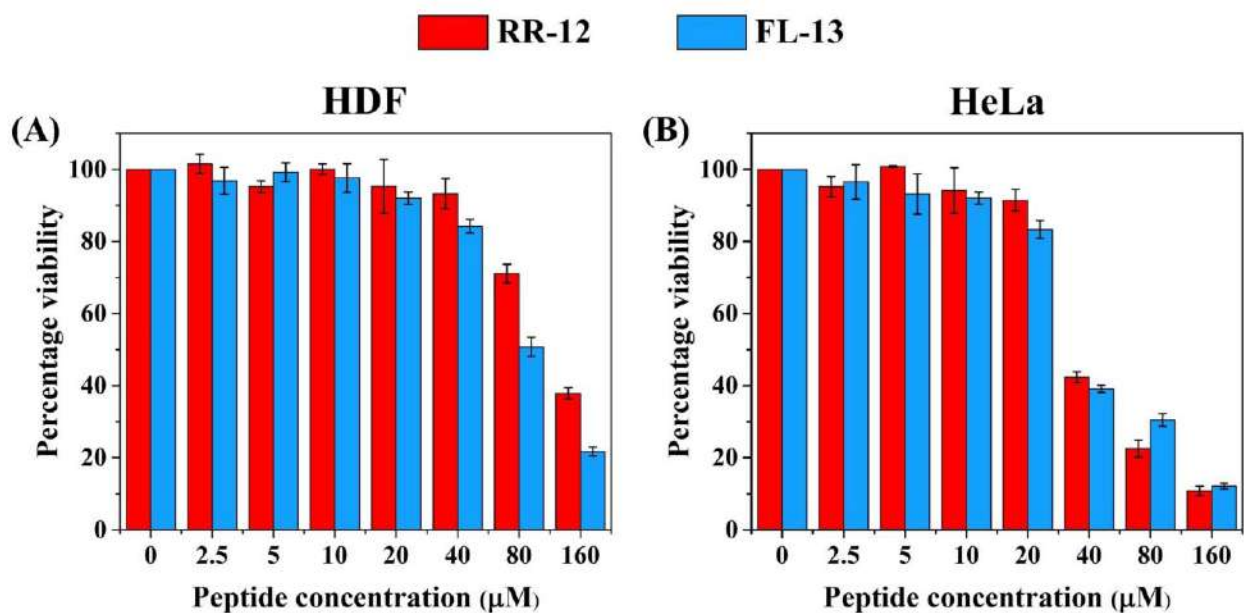 RR-12 FL-13
(A) HDF
Percentage viability
100
80
60
40
20
0
0 2.5 5 10 20 40 80 160
Peptide concentration (μM)
(B) HeLa
Percentage viability
100
80
60
40
20
0
0 2.5 5 10 20 40 80 160
Peptide concentration (μM)